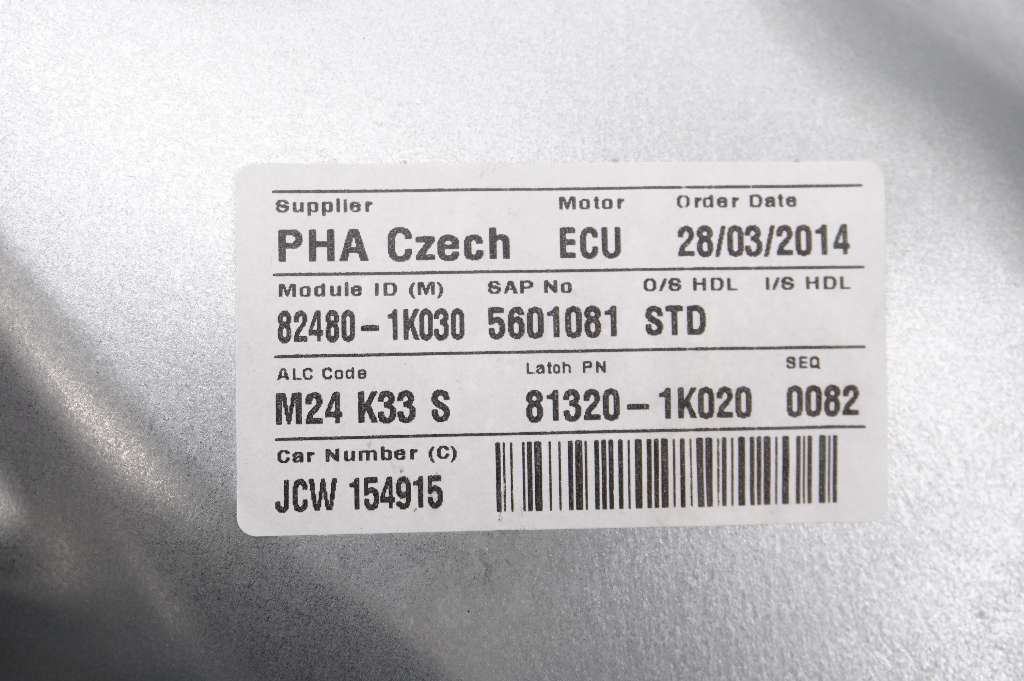 Supplier Motor Order Date
PHA Czech ECU 28/03/2014
Module ID (M) SAP No O/S HDL I/S HDL
82480-1K030 5601081 STD
ALC Code Latch PN SEQ
M24 K33 S 81320-1K020 0082
Car Number (C)
JCW 154915